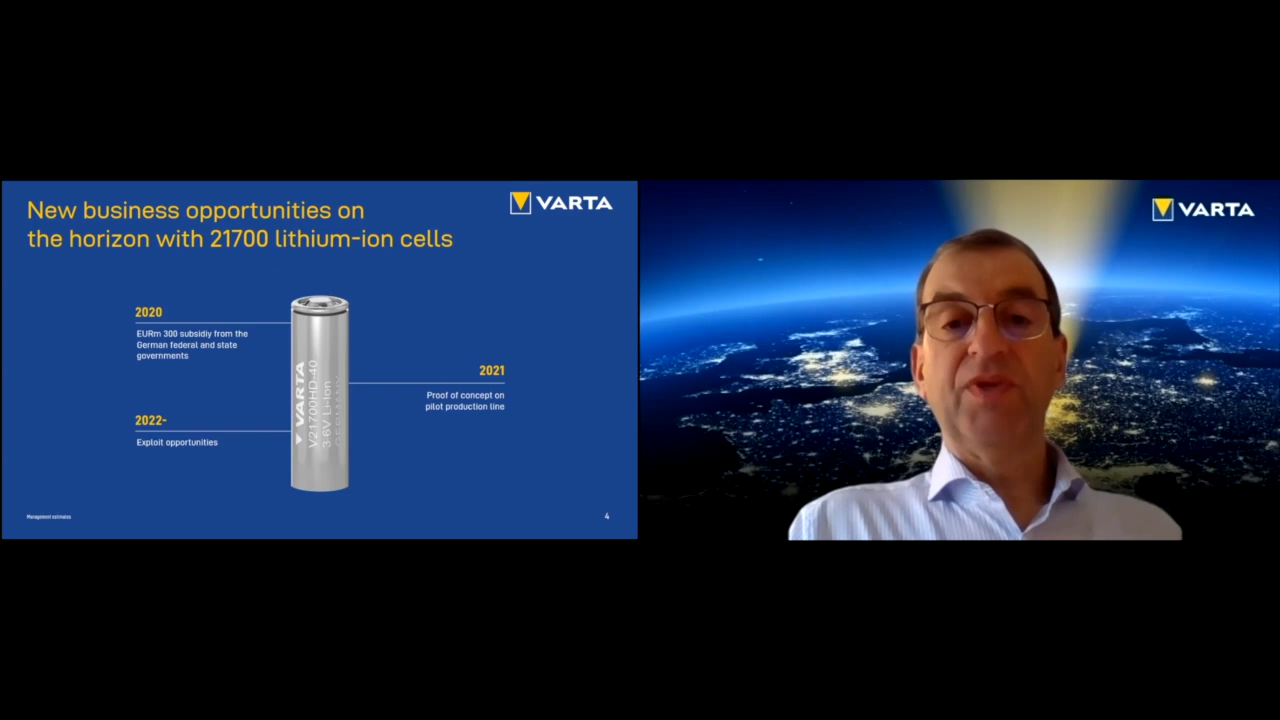 New business opportunities on
the horizon with 21700 lithium-ion cells
VARTA
2020
EURm 300 subsidiy from the
German federal and state
governments
2021
Proof of concept on
pilot production line
2022-
Exploit opportunities
VARTA
V21700HD-40
3.6V Li-Ion
GERMANY
Management estimates
4
VARTA